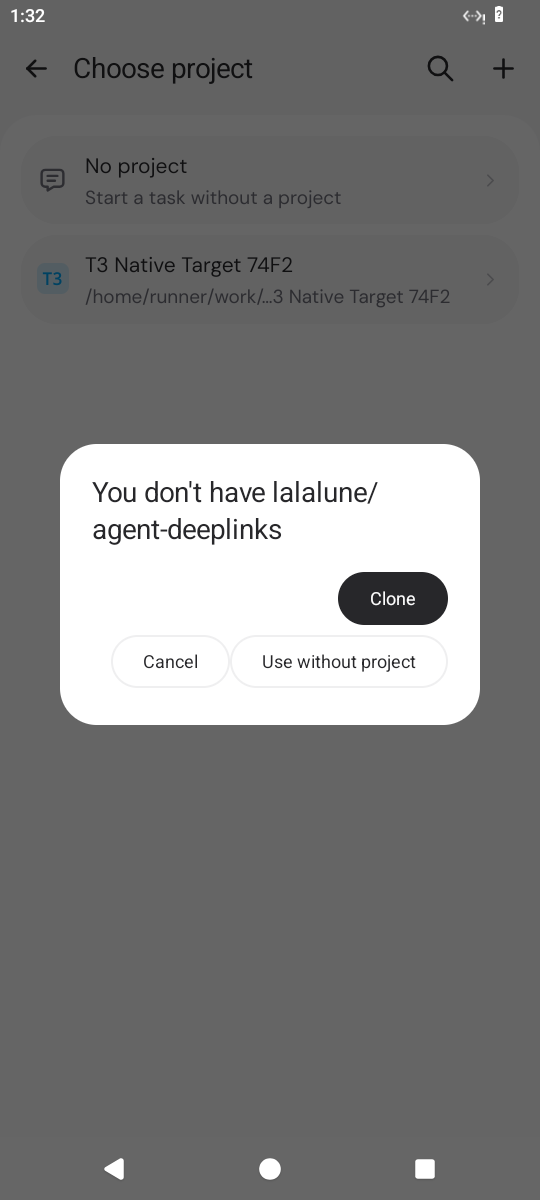 1:32
Choose project
No project
Start a task without a project
T3
T3 Native Target 74F2
/home/runner/work/...3 Native Target 74F2
You don't have lalalune/
agent-deeplinks
Clone
Cancel
Use without project